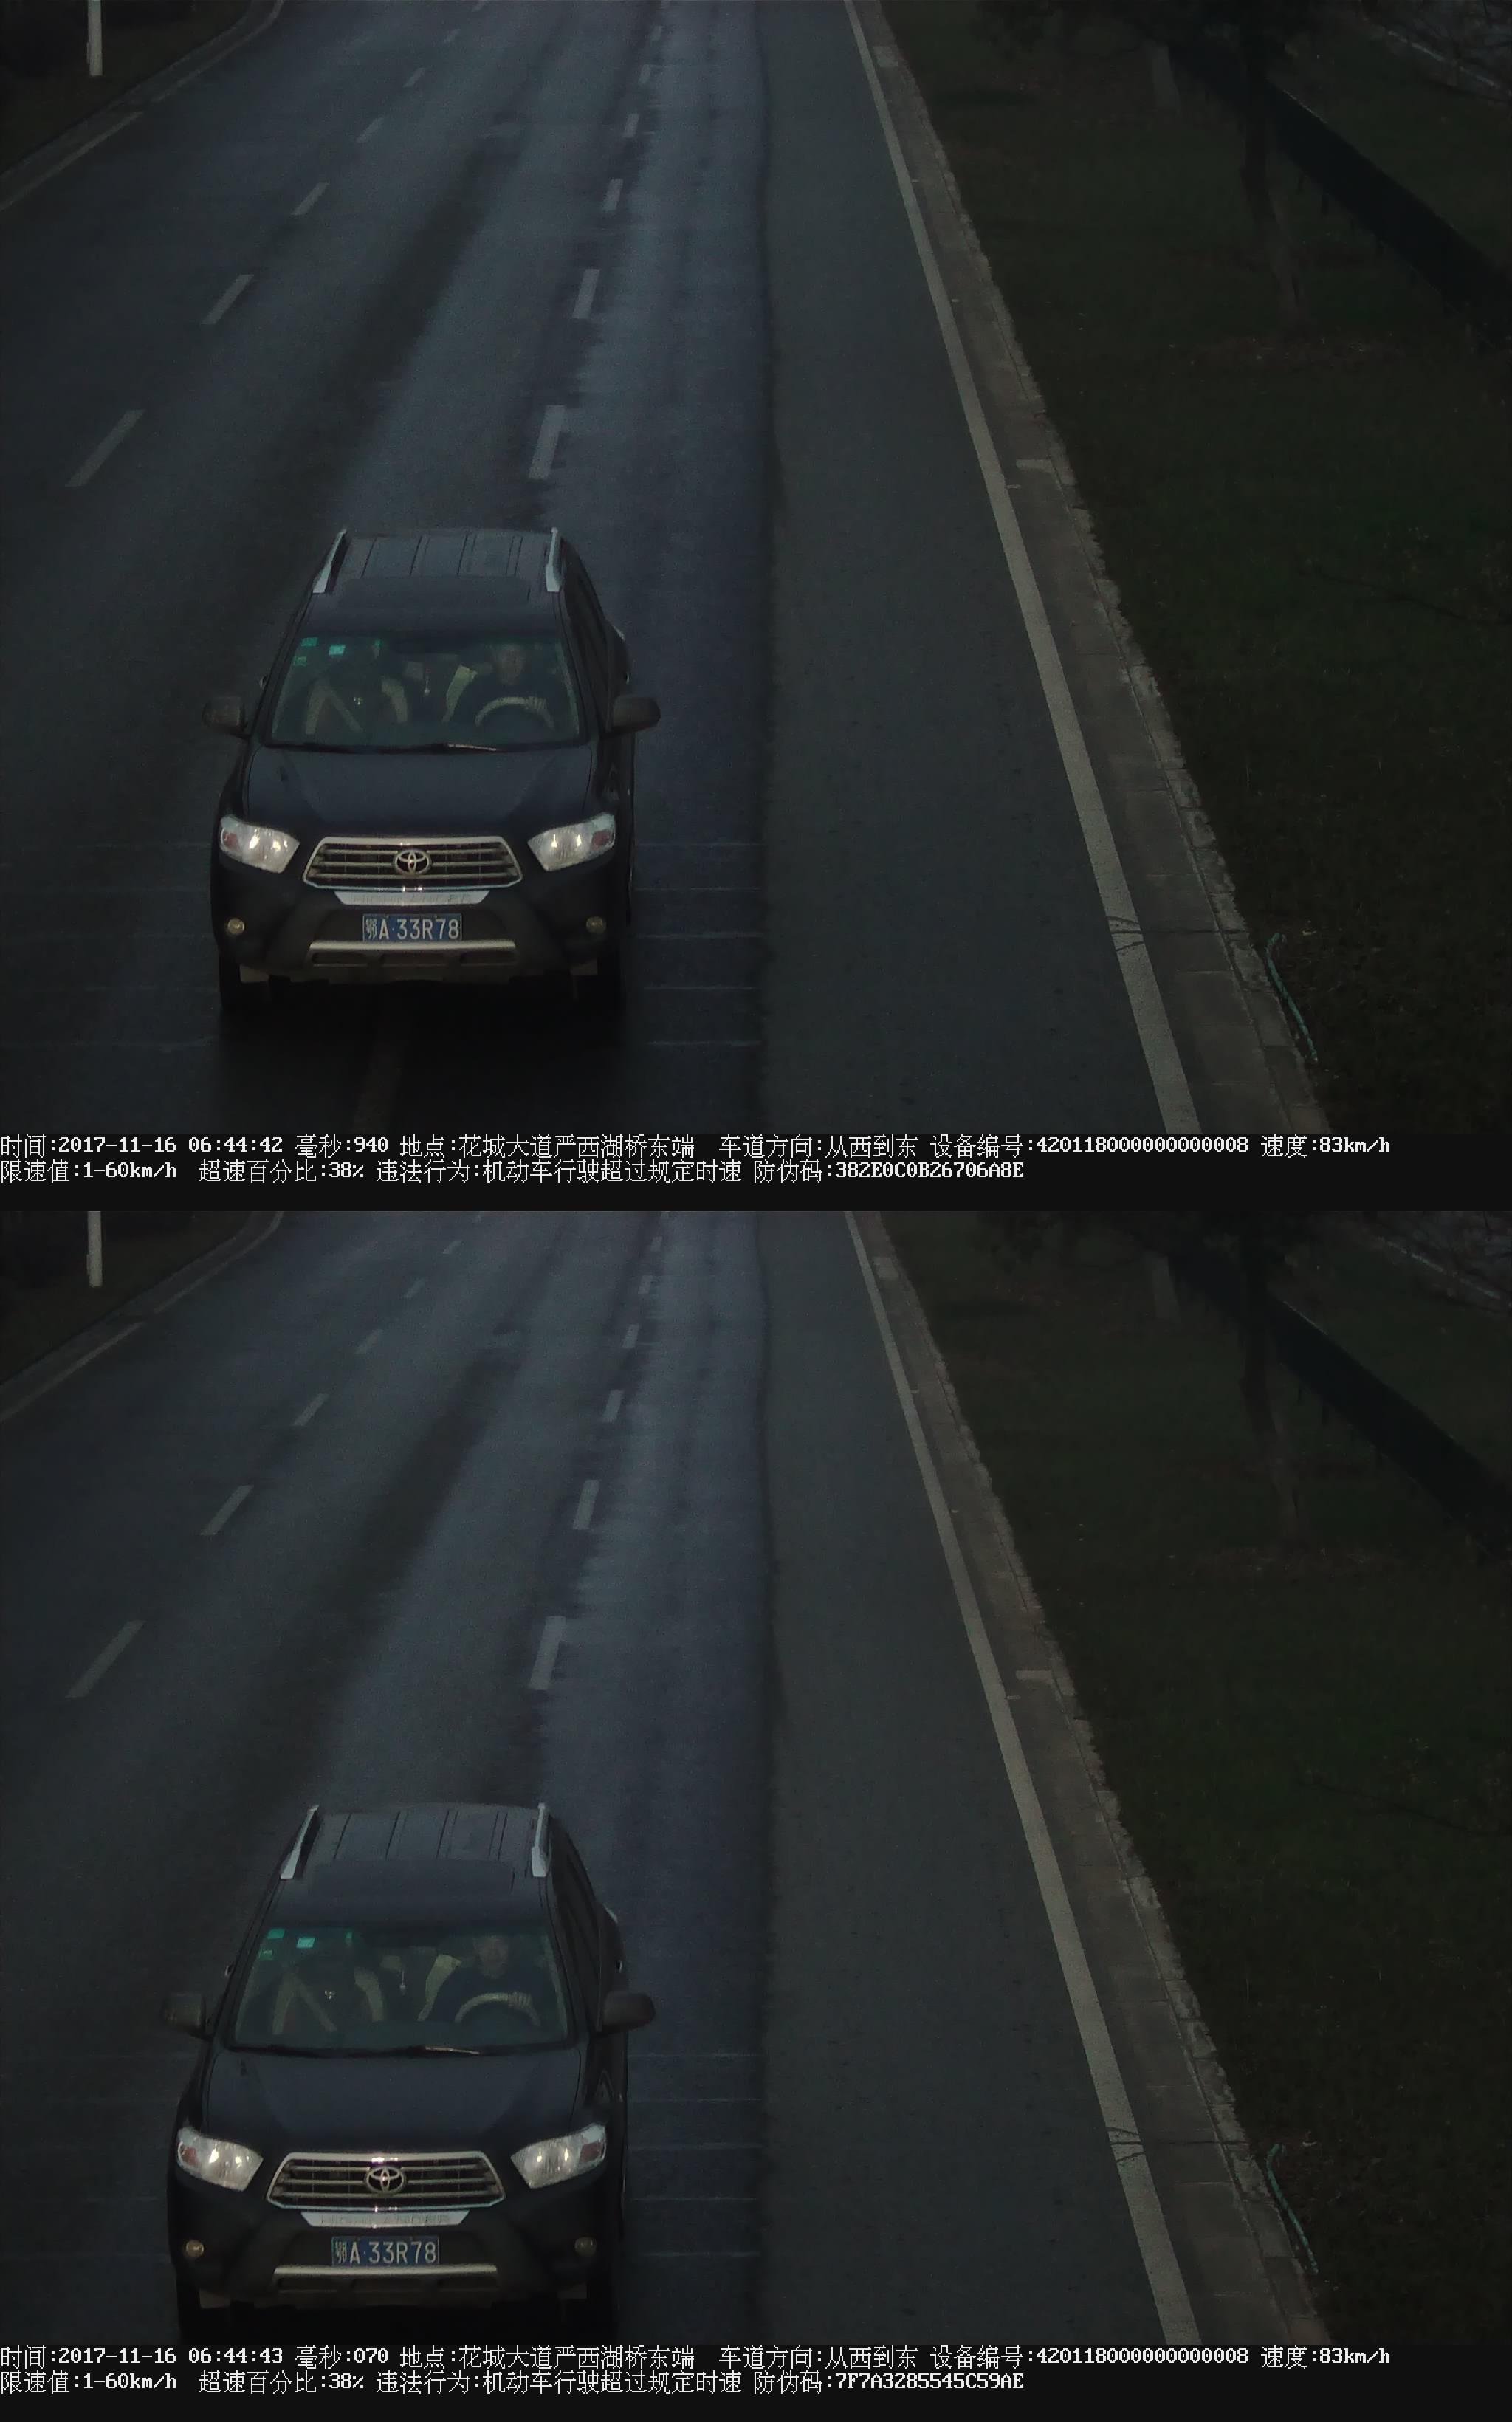 鄂A·33R78
时间:2017-11-16 06:44:42 毫秒:940 地点:花城大道严西湖桥东端 车道方向:从西到东 设备编号:420118000000000008 速度:83km/h
限速值:1-60km/h 超速百分比:38% 违法行为:机动车行驶超过规定时速 防伪码:382E0C0B26706A8E
鄂A·33R78
时间:2017-11-16 06:44:43 毫秒:070 地点:花城大道严西湖桥东端 车道方向:从西到东 设备编号:420118000000000008 速度:83km/h
限速值:1-60km/h 超速百分比:38% 违法行为:机动车行驶超过规定时速 防伪码:7F7A3285545C59AE